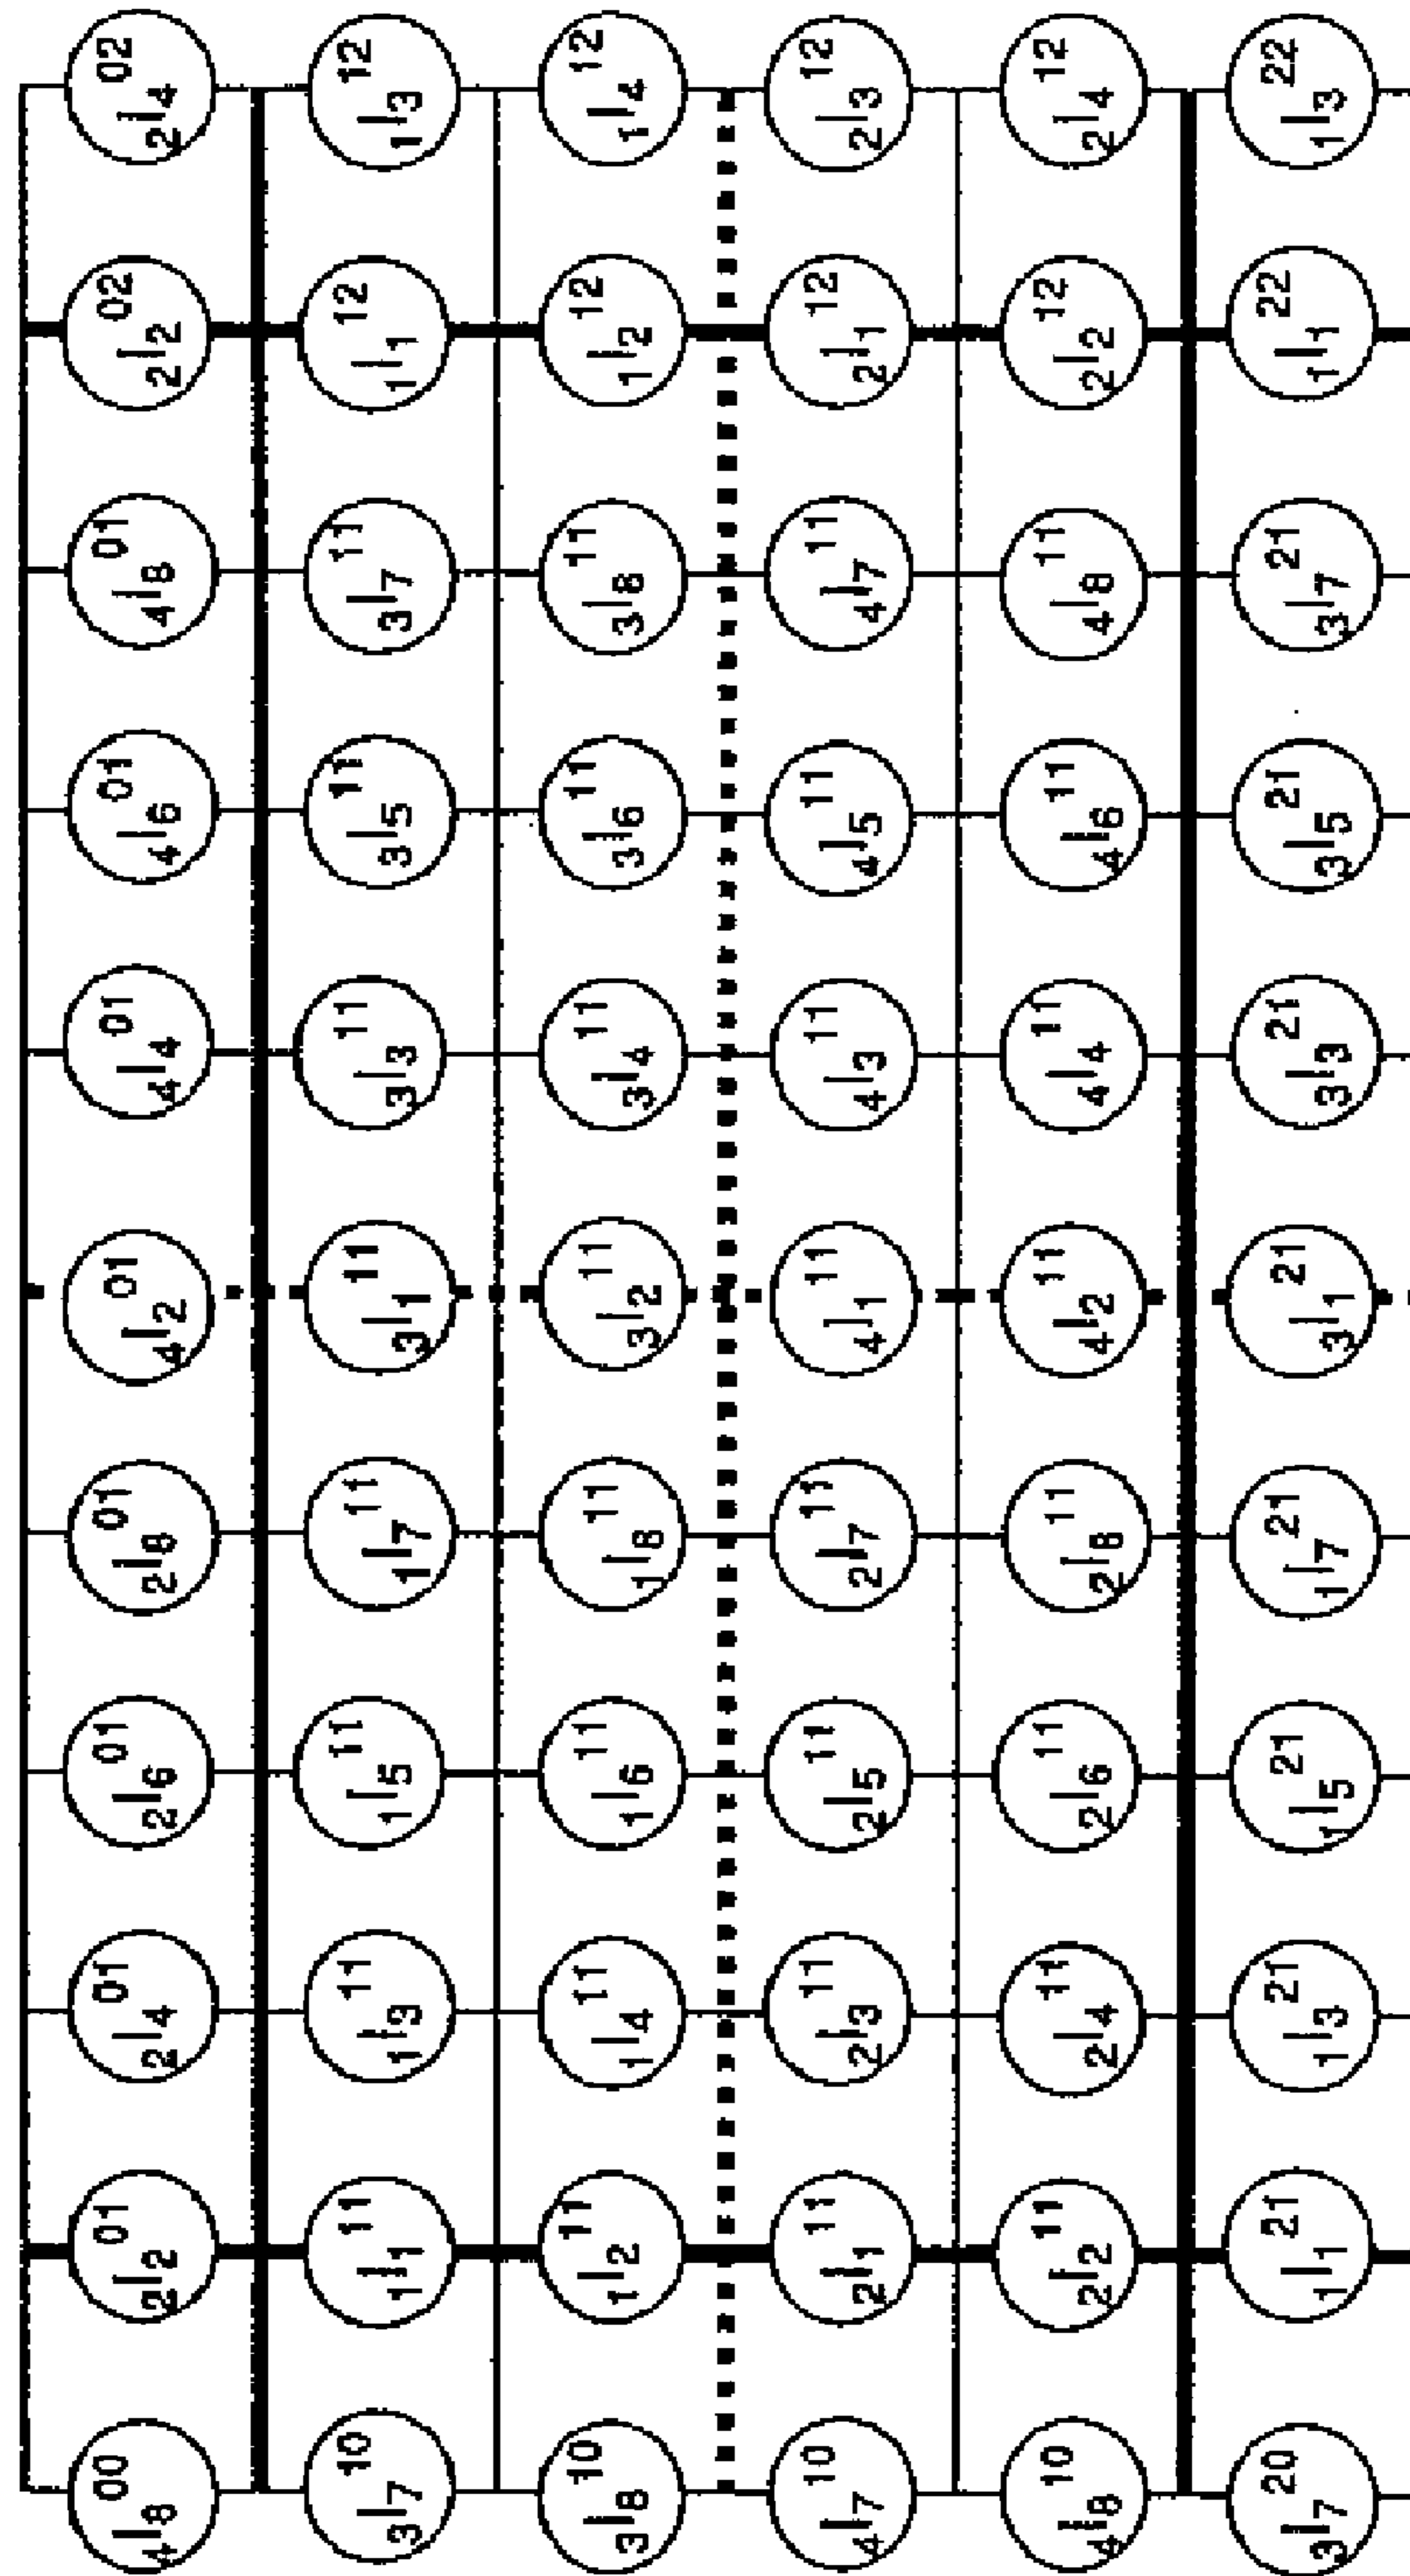 ₄I₈⁰⁰ ₂I₂⁰¹ ₂I₄⁰¹ ₂I₆⁰¹ ₂I₈⁰¹ ₄I₂⁰¹ ₄I₄⁰¹ ₄I₆⁰¹ ₄I₈⁰¹ ₂I₂⁰² ₂I₄⁰²
₃I₇¹⁰ ₁I₁¹¹ ₁I₃¹¹ ₁I₅¹¹ ₁I₇¹¹ ₃I₁¹¹ ₃I₃¹¹ ₃I₅¹¹ ₃I₇¹¹ ₁I₁¹² ₁I₃¹²
₃I₈¹⁰ ₁I₂¹¹ ₁I₄¹¹ ₁I₆¹¹ ₁I₈¹¹ ₃I₂¹¹ ₃I₄¹¹ ₃I₆¹¹ ₃I₈¹¹ ₁I₂¹² ₁I₄¹²
₄I₇¹⁰ ₂I₁¹¹ ₂I₃¹¹ ₂I₅¹¹ ₂I₇¹¹ ₄I₁¹¹ ₄I₃¹¹ ₄I₅¹¹ ₄I₇¹¹ ₂I₁¹² ₂I₃¹²
₄I₈¹⁰ ₂I₂¹¹ ₂I₄¹¹ ₂I₆¹¹ ₂I₈¹¹ ₄I₂¹¹ ₄I₄¹¹ ₄I₆¹¹ ₄I₈¹¹ ₂I₂¹² ₂I₄¹²
₃I₇²⁰ ₁I₁²¹ ₁I₃²¹ ₁I₅²¹ ₁I₇²¹ ₃I₁²¹ ₃I₃²¹ ₃I₅²¹ ₃I₇²¹ ₁I₁²² ₁I₃²²